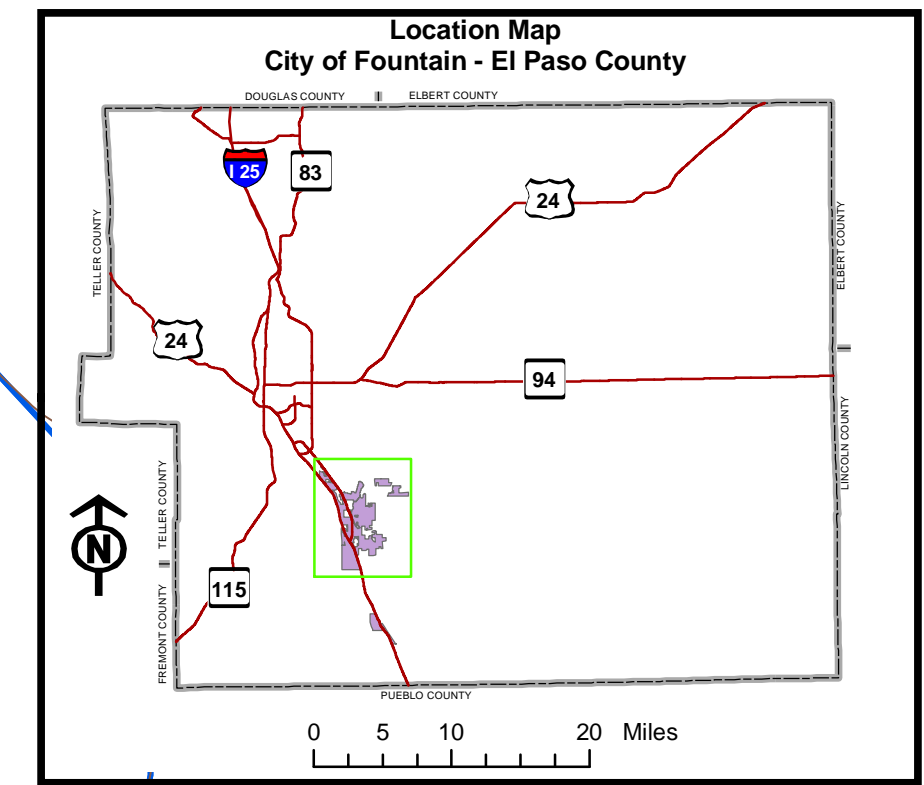 Location Map
City of Fountain - El Paso County
DOUGLAS COUNTY
ELBERT COUNTY
I 25
83
24
TELLER COUNTY
ELBERT COUNTY
24
94
LINCOLN COUNTY
TELLER COUNTY
N
115
FREMONT COUNTY
PUEBLO COUNTY
0 5 10 20 Miles